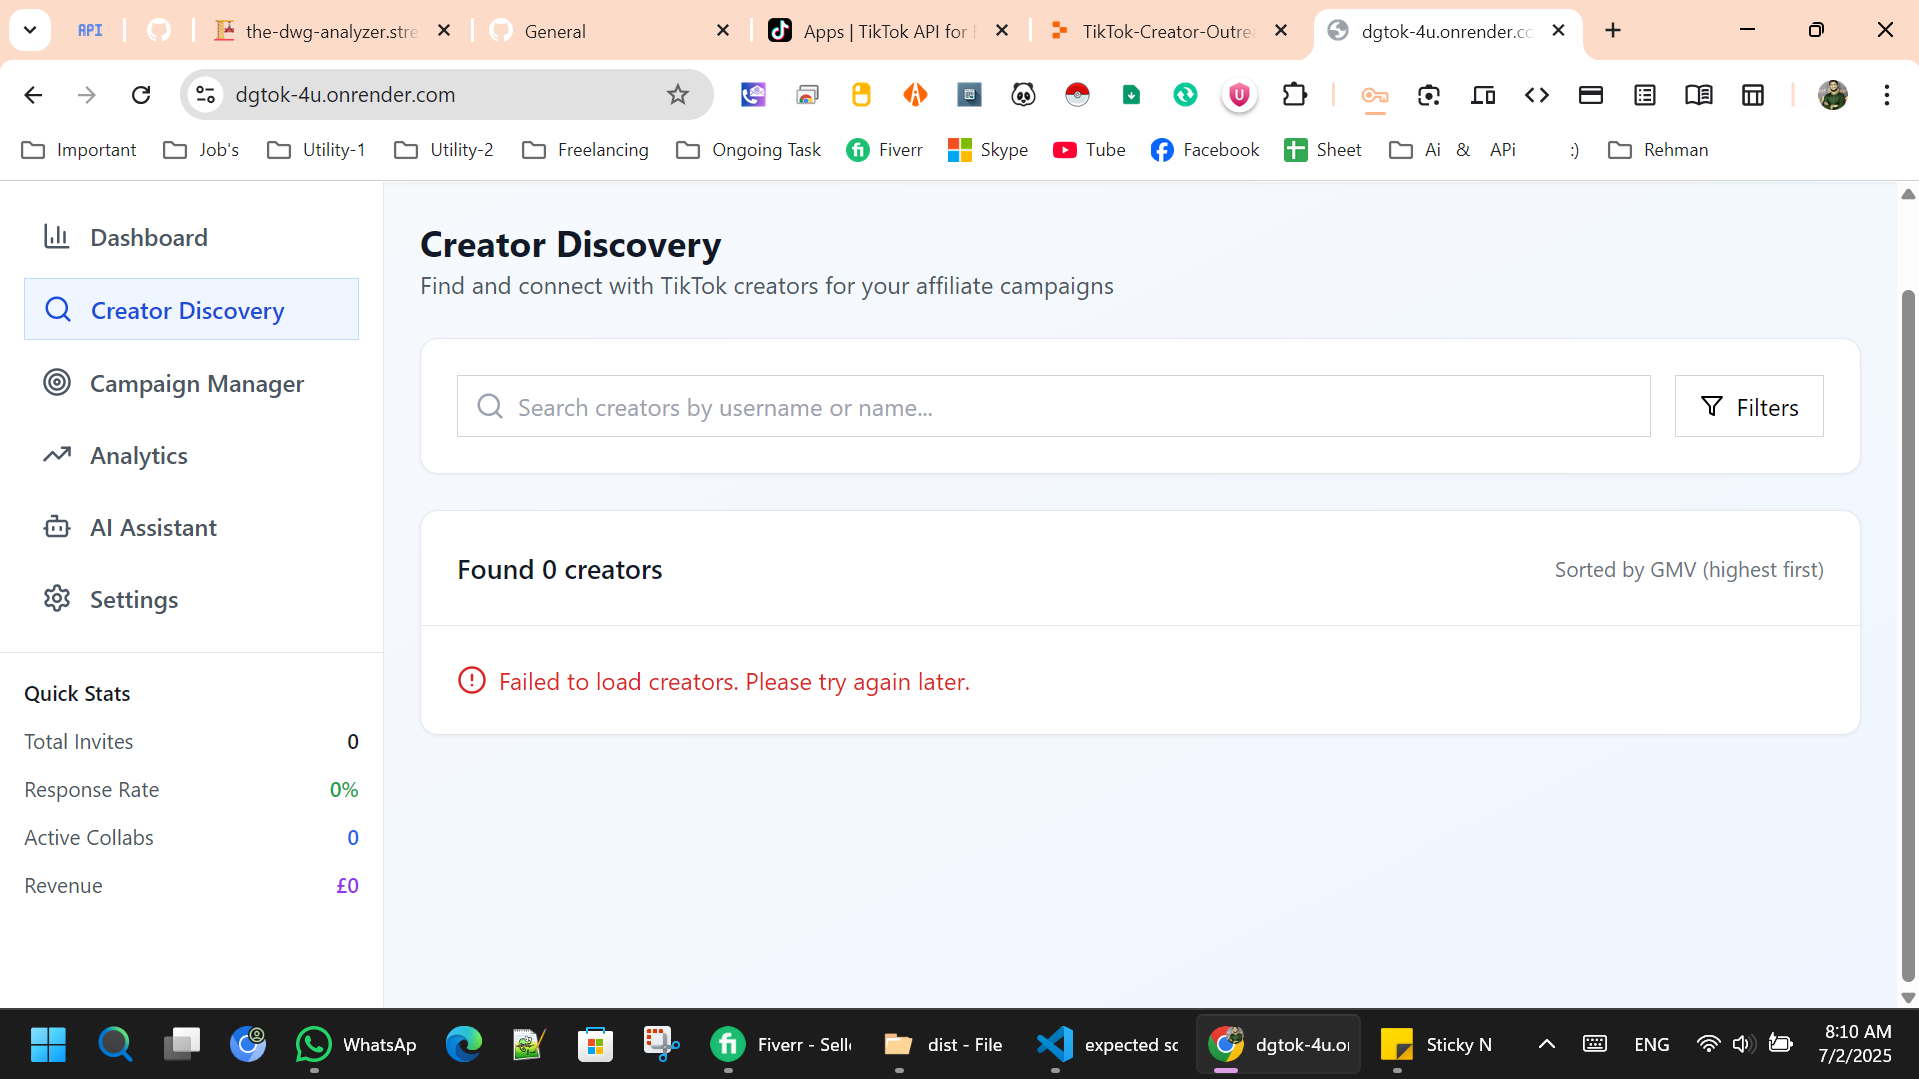 API
the-dwg-analyzer.stre
General
Apps | TikTok API for
TikTok-Creator-Outrea
dgtok-4u.onrender.co
dgtok-4u.onrender.com
Important
Job's
Utility-1
Utility-2
Freelancing
Ongoing Task
Fiverr
Skype
Tube
Facebook
Sheet
Ai & API :)
Rehman
Dashboard
Creator Discovery
Campaign Manager
Analytics
AI Assistant
Settings
Quick Stats
Total Invites 0
Response Rate 0%
Active Collabs 0
Revenue £0
Creator Discovery
Find and connect with TikTok creators for your affiliate campaigns
Search creators by username or name...
Filters
Found 0 creators
Sorted by GMV (highest first)
Failed to load creators. Please try again later.
WhatsAp
Fiverr - Selle
dist - File
expected sc
dgtok-4u.or
Sticky N
ENG
8:10 AM
7/2/2025